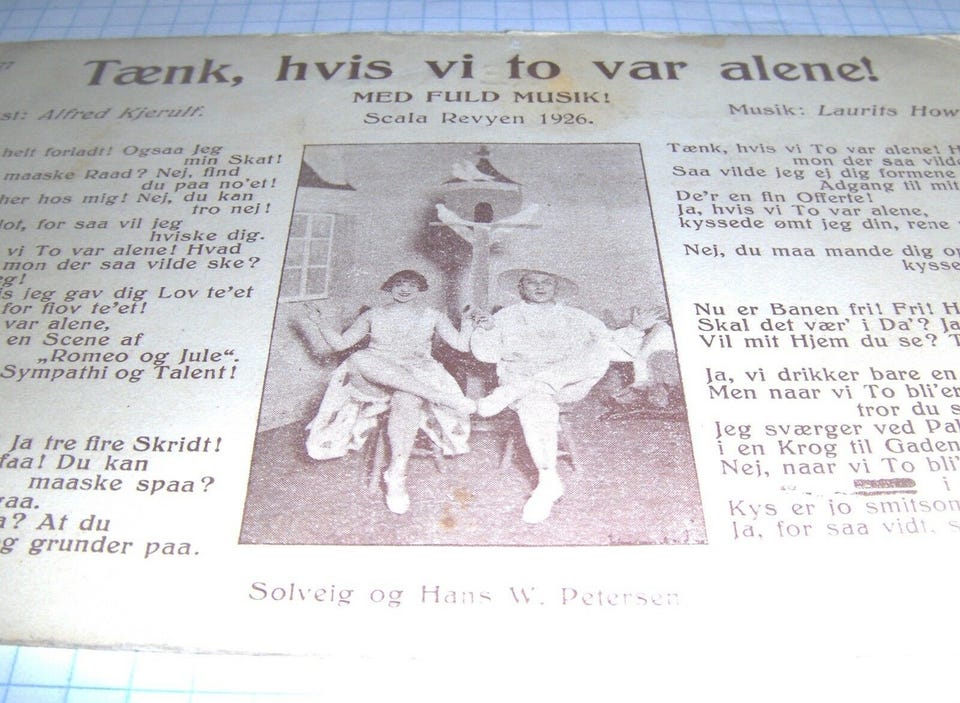 Tænk, hvis vi to var alene!
MED FULD MUSIK!
Scala Revyen 1926.
Alfred Kjerulf.
Musik: Laurits How
helt forladt! Ogsaa jeg
min Skat!
maaske Raad? Nej, find
du paa no'et!
her hos mig! Nej, du kan
tro nej!
for saa vil jeg
hviske dig.
vi To var alene! Hvad
mon der saa vilde ske?
jeg gav dig Lov te'et
for flov te'et!
var alene,
en Scene af
„Romeo og Jule“.
Sympathi og Talent!
Ja tre fire Skridt!
Du kan
maaske spaa?
At du
grunder paa.
Tænk, hvis vi To var alene!
mon der saa vilde
Saa vilde jeg ej dig formene
Adgang til mit
De'r en fin Offerte!
Ja, hvis vi To var alene,
kyssede ømt jeg din, rene
Nej, du maa mande dig op
kysse
Nu er Banen fri! Fri!
Skal det vær' i Da'? Ja
Vil mit Hjem du se?
Ja, vi drikker bare en
Men naar vi To bli'er
tror du
Jeg sværger ved
i en Krog til Gaden
Nej, naar vi To bli'
i
Kys er jo smitsom
Ja, for saa vidt.
Solveig og Hans W. Petersen